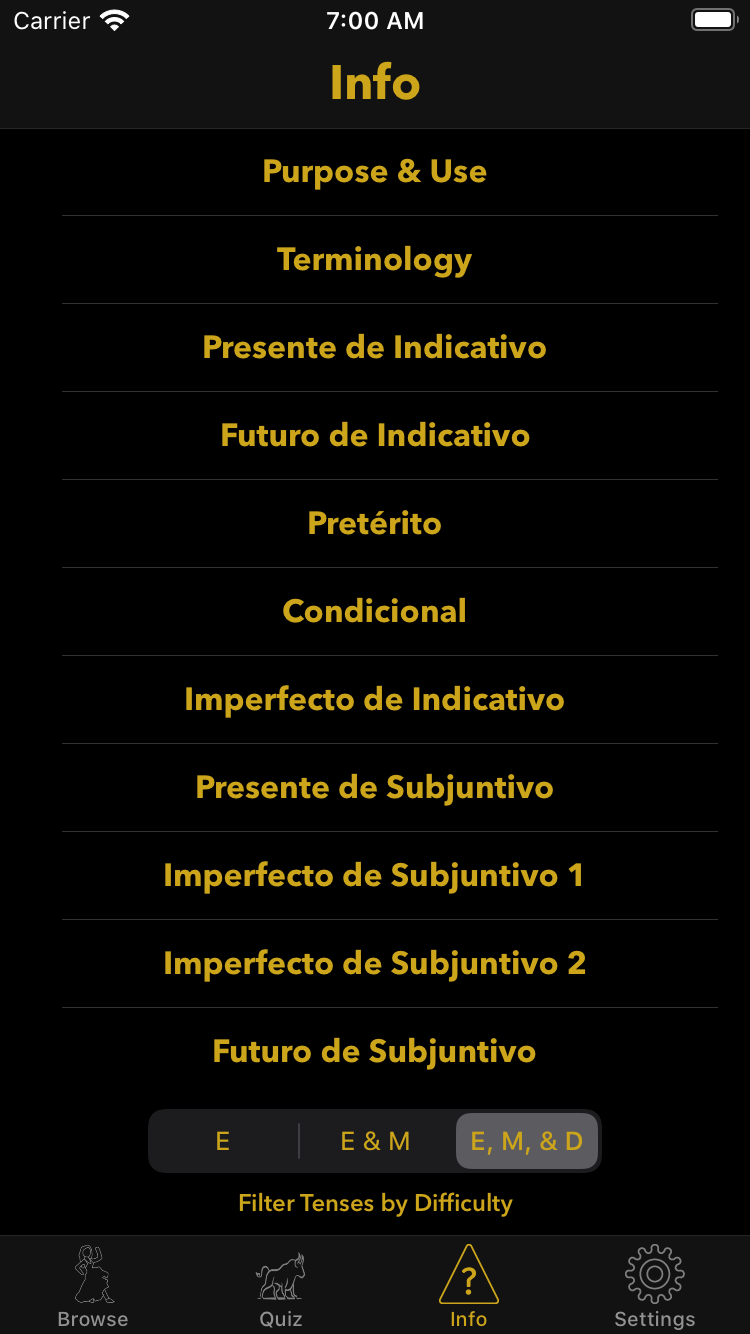 Carrier 7:00 AM
Info
Purpose & Use
Terminology
Presente de Indicativo
Futuro de Indicativo
Pretérito
Condicional
Imperfecto de Indicativo
Presente de Subjuntivo
Imperfecto de Subjuntivo 1
Imperfecto de Subjuntivo 2
Futuro de Subjuntivo
E E & M E, M, & D
Filter Tenses by Difficulty
?
Browse Quiz Info Settings